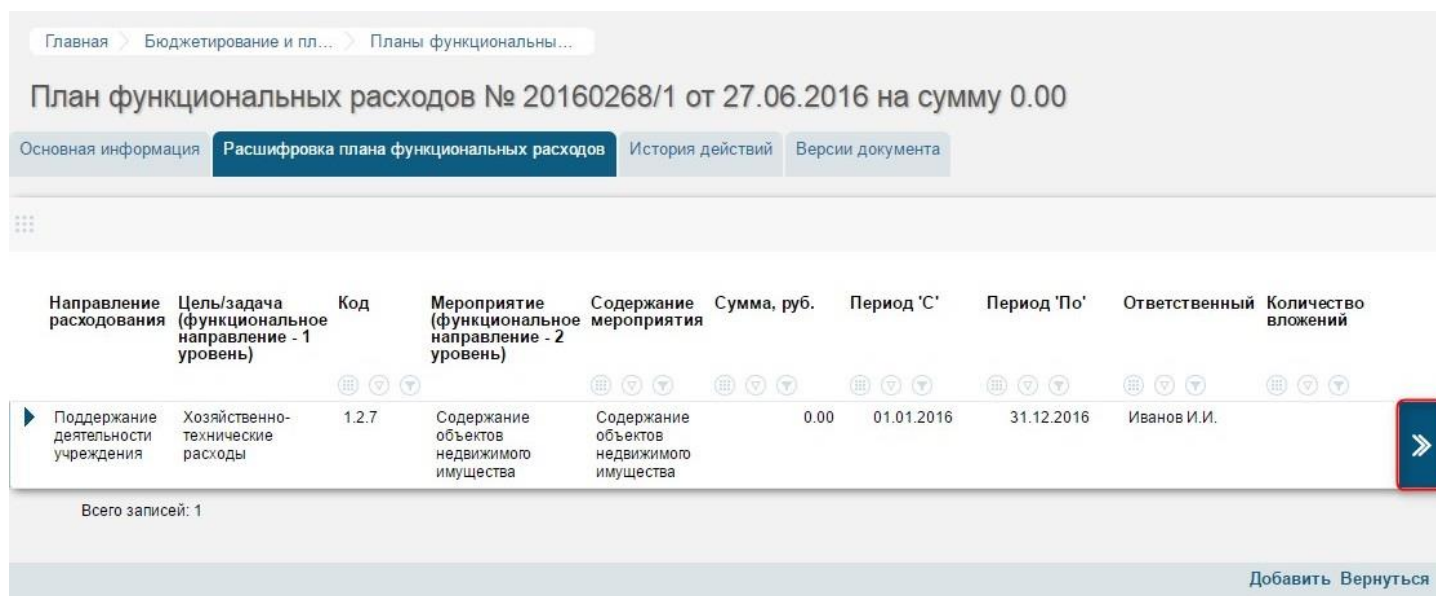 Главная Бюджетирование и пл... Планы функциональны...
План функциональных расходов № 20160268/1 от 27.06.2016 на сумму 0.00
Основная информация Расшифровка плана функциональных расходов История действий Версии документа
Направление Цель/задача Код Мероприятие Содержание Сумма, руб. Период 'С' Период 'По' Ответственный Количество
расходования (функциональное (функциональное мероприятия вложений
направление - 1 направление - 2
уровень) уровень)
Поддержание Хозяйственно- 1.2.7 Содержание Содержание 0.00 01.01.2016 31.12.2016 Иванов И.И.
деятельности технические объектов объектов
учреждения расходы недвижимого недвижимого
имущества имущества
Всего записей: 1
Добавить Вернуться